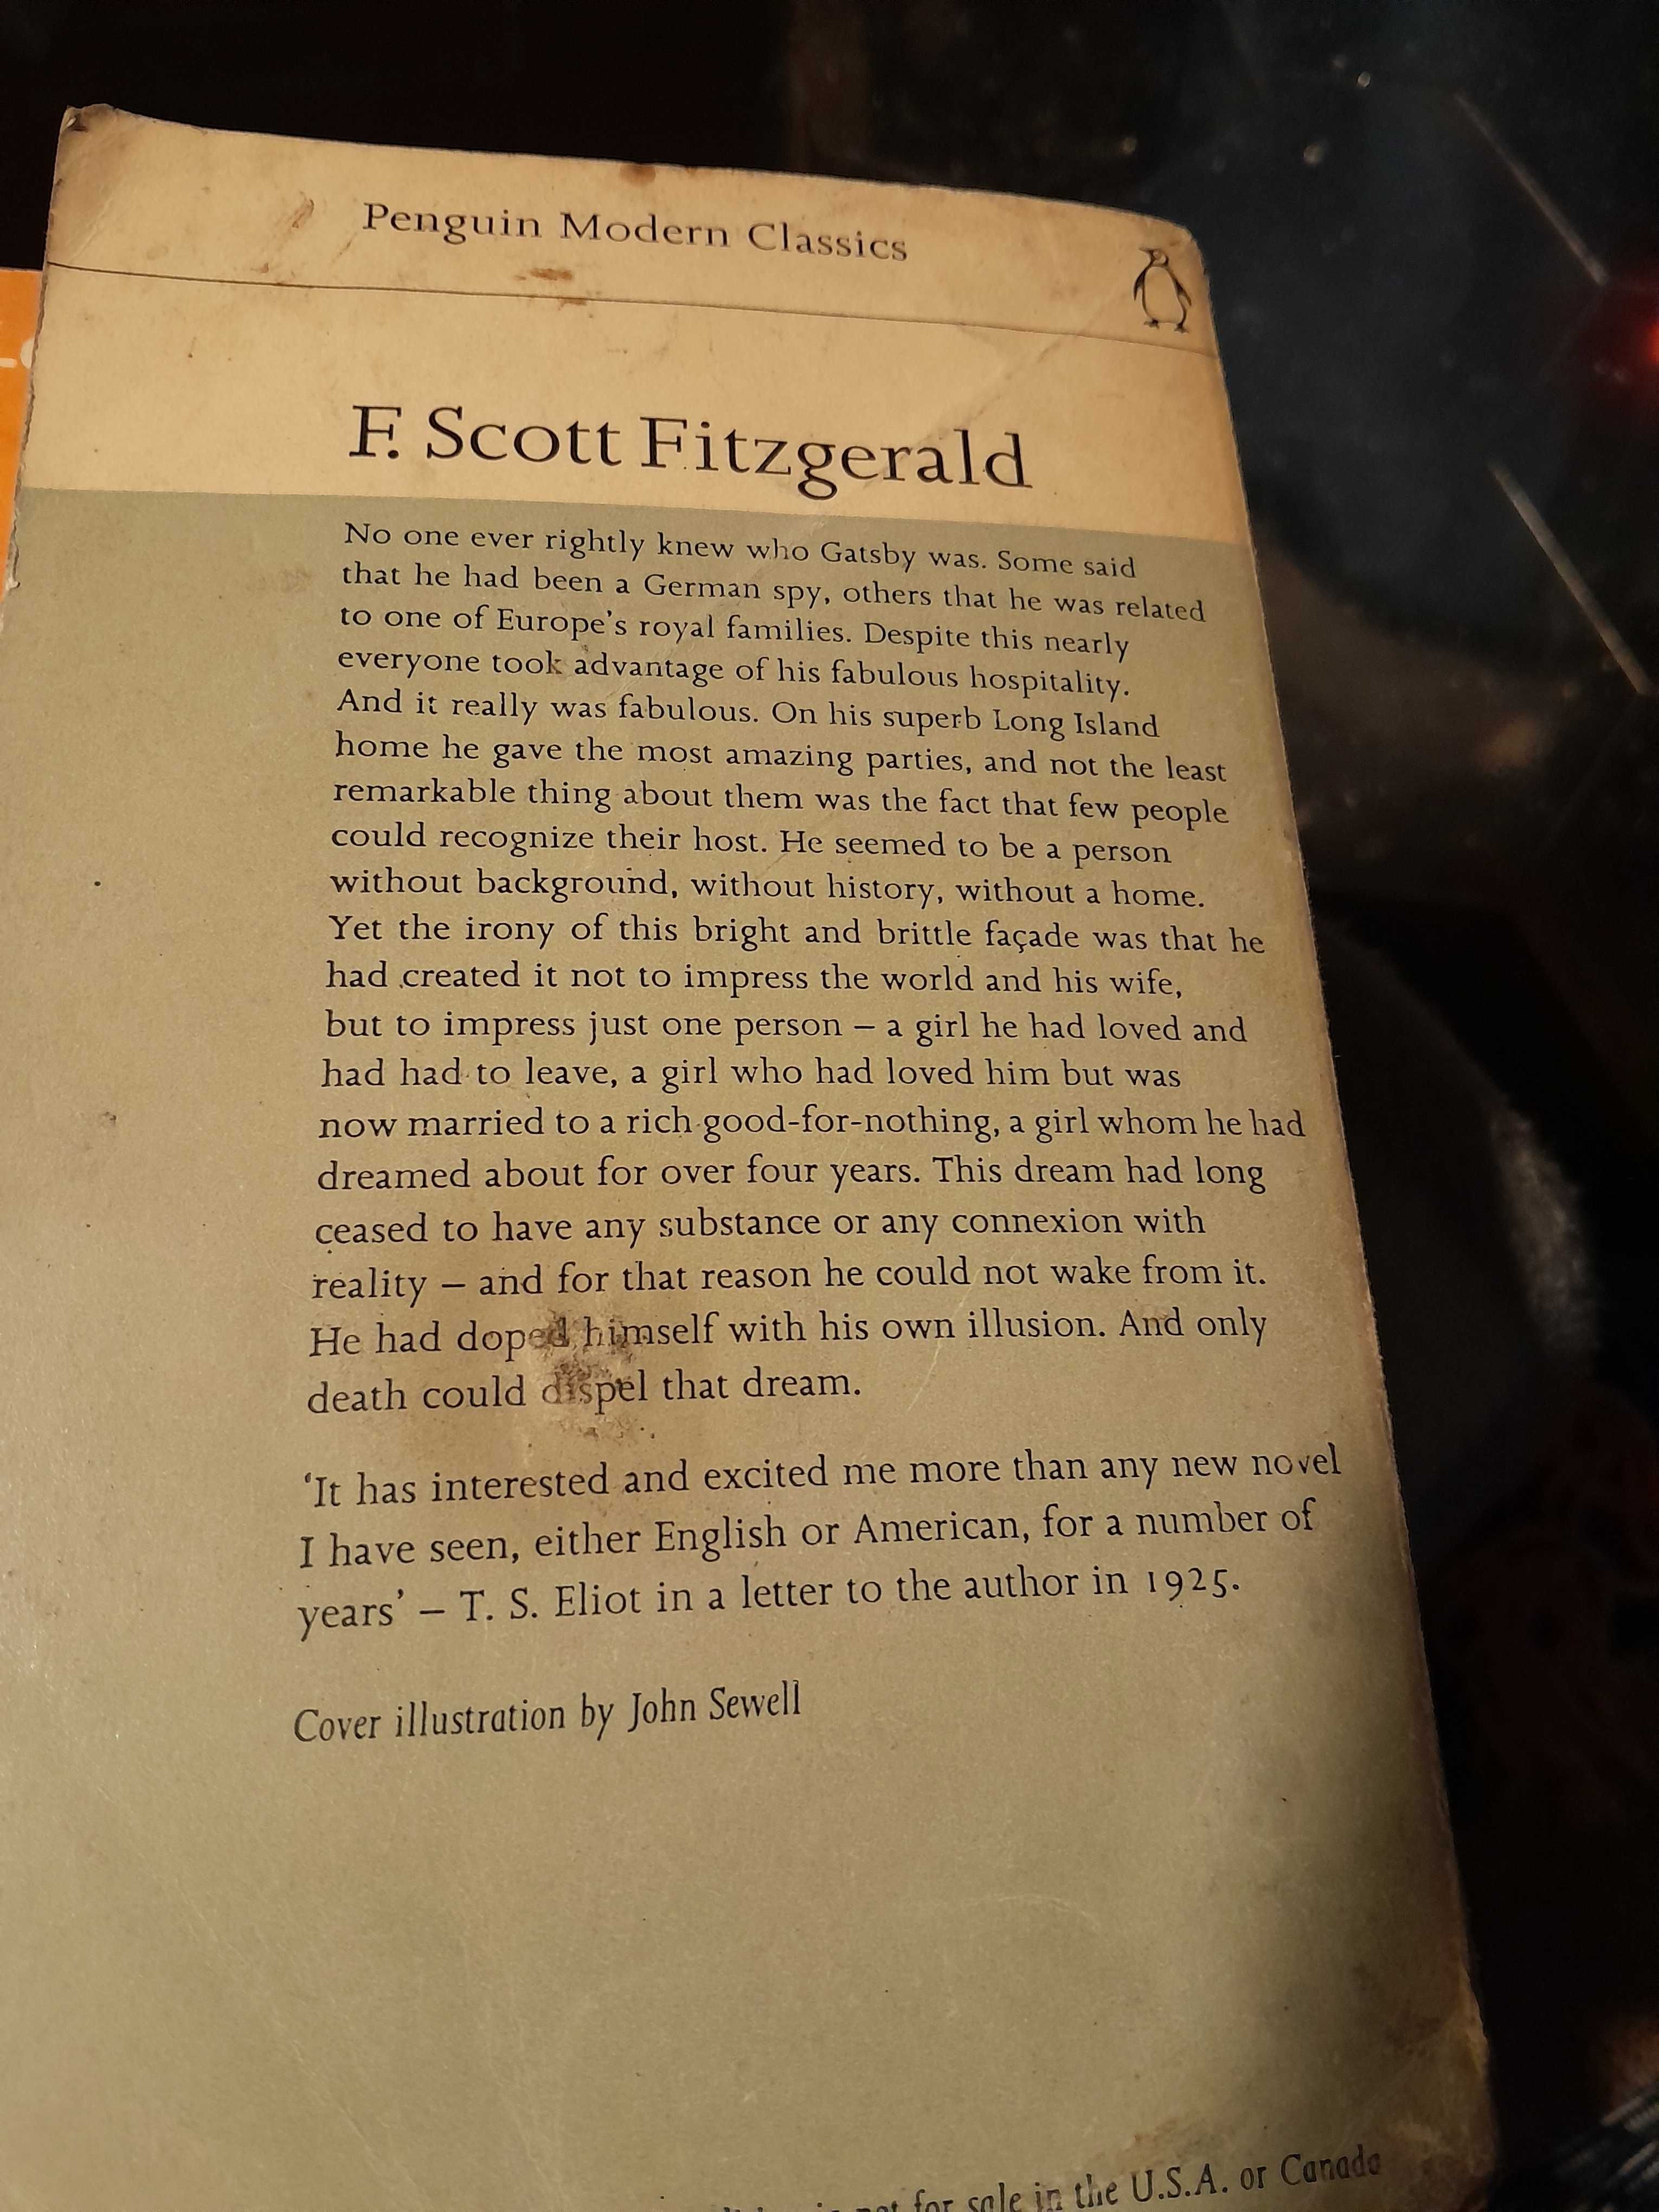 Penguin Modern Classics
F. Scott Fitzgerald
No one ever rightly knew who Gatsby was. Some said
that he had been a German spy, others that he was related
to one of Europe's royal families. Despite this nearly
everyone took advantage of his fabulous hospitality.
And it really was fabulous. On his superb Long Island
home he gave the most amazing parties, and not the least
remarkable thing about them was the fact that few people
could recognize their host. He seemed to be a person
without background, without history, without a home.
Yet the irony of this bright and brittle façade was that he
had created it not to impress the world and his wife,
but to impress just one person – a girl he had loved and
had had to leave, a girl who had loved him but was
now married to a rich good-for-nothing, a girl whom he had
dreamed about for over four years. This dream had long
ceased to have any substance or any connexion with
reality – and for that reason he could not wake from it.
He had doped himself with his own illusion. And only
death could dispel that dream.
‘It has interested and excited me more than any new novel
I have seen, either English or American, for a number of
years’ – T. S. Eliot in a letter to the author in 1925.
Cover illustration by John Sewell
not for sale in the U.S.A. or Canada